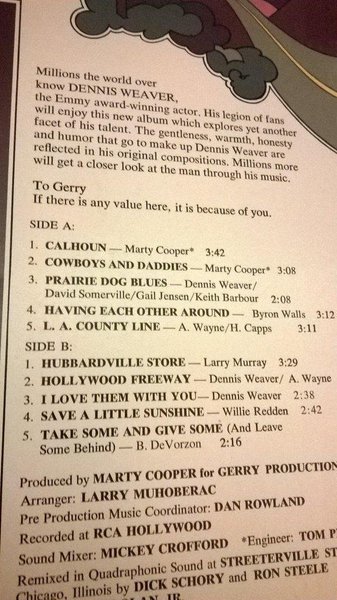 Millions the world over
know DENNIS WEAVER,
the Emmy award-winning actor. His legion of fans
will enjoy this new album which explores yet another
facet of his talent. The gentleness, warmth, honesty
and humor that go to make up Dennis Weaver are
reflected in his original compositions. Millions more
will get a closer look at the man through his music.
To Gerry
If there is any value here, it is because of you.
SIDE A:
1. CALHOUN — Marty Cooper* 3:42
2. COWBOYS AND DADDIES — Marty Cooper* 3:08
3. PRAIRIE DOG BLUES — Dennis Weaver/
David Somerville/Gail Jensen/Keith Barbour 2:08
4. HAVING EACH OTHER AROUND — Byron Walls 3:12
5. L. A. COUNTY LINE — A. Wayne/H. Capps 3:11
SIDE B:
1. HUBBARDVILLE STORE — Larry Murray 3:29
2. HOLLYWOOD FREEWAY — Dennis Weaver/ A. Wayne
3. I LOVE THEM WITH YOU — Dennis Weaver 2:38
4. SAVE A LITTLE SUNSHINE — Willie Redden 2:42
5. TAKE SOME AND GIVE SOME (And Leave
Some Behind) — B. DeVorzon 2:16
Produced by MARTY COOPER for GERRY PRODUCTION
Arranger: LARRY MUHOBERAC
Pre Production Music Coordinator: DAN ROWLAND
Recorded at RCA HOLLYWOOD
Sound Mixer: MICKEY CROFFORD *Engineer: TOM
Remixed in Quadraphonic Sound at STREETERVILLE
Chicago, Illinois by DICK SCHORY and RON STEELE
JR.